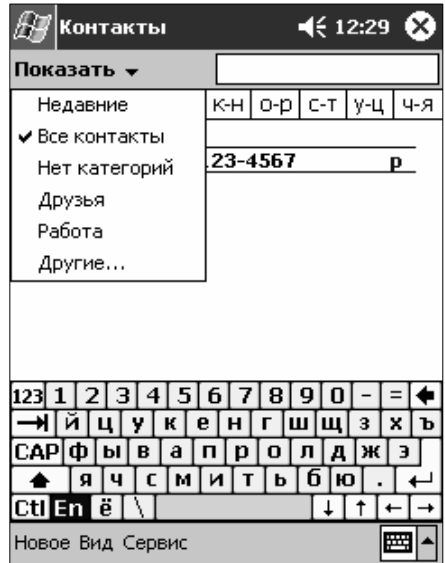 Контакты 12:29
Показать
Недавние
к-н о-р с-т у-ц ч-я
Все контакты
Нет категорий
23-4567 р
Друзья
Работа
Другие...
123 1 2 3 4 5 6 7 8 9 0 - =
й ц у к е н г ш щ з х ъ
CAP ф ы в а п р о л д ж э
я ч с м и т ь б ю .
Ctl En ё \
Новое Вид Сервис